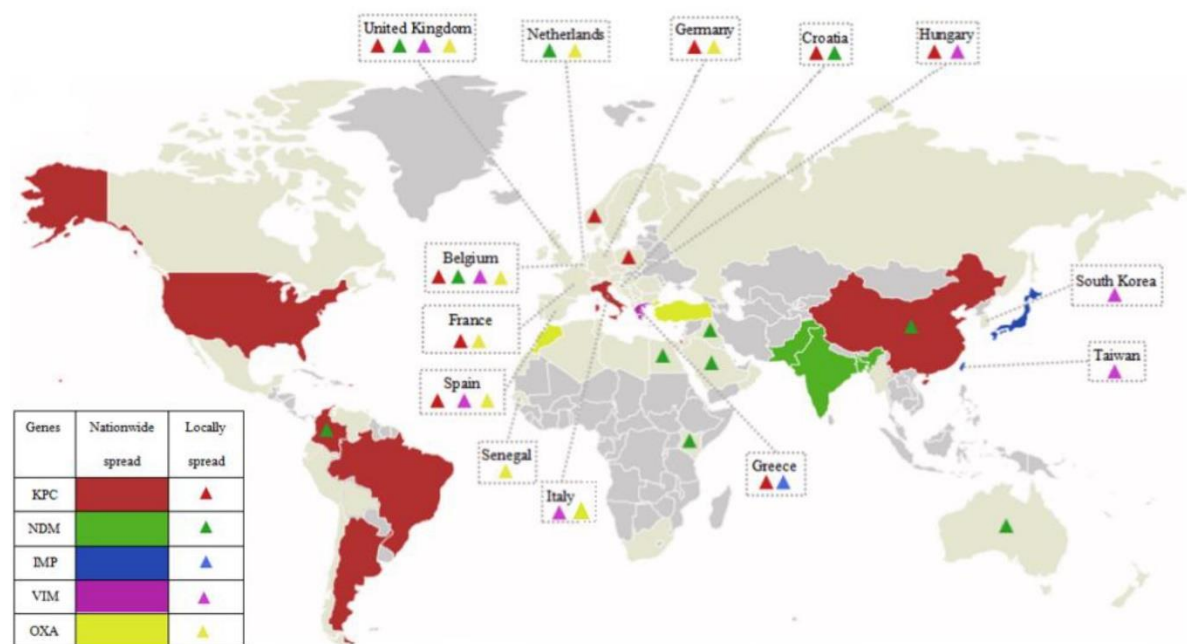 United Kingdom
Netherlands
Germany
Croatia
Hungary
Belgium
South Korea
France
Taiwan
Spain
Senegal
Greece
Italy
Genes Nationwide spread Locally spread
KPC
NDM
IMP
VIM
OXA